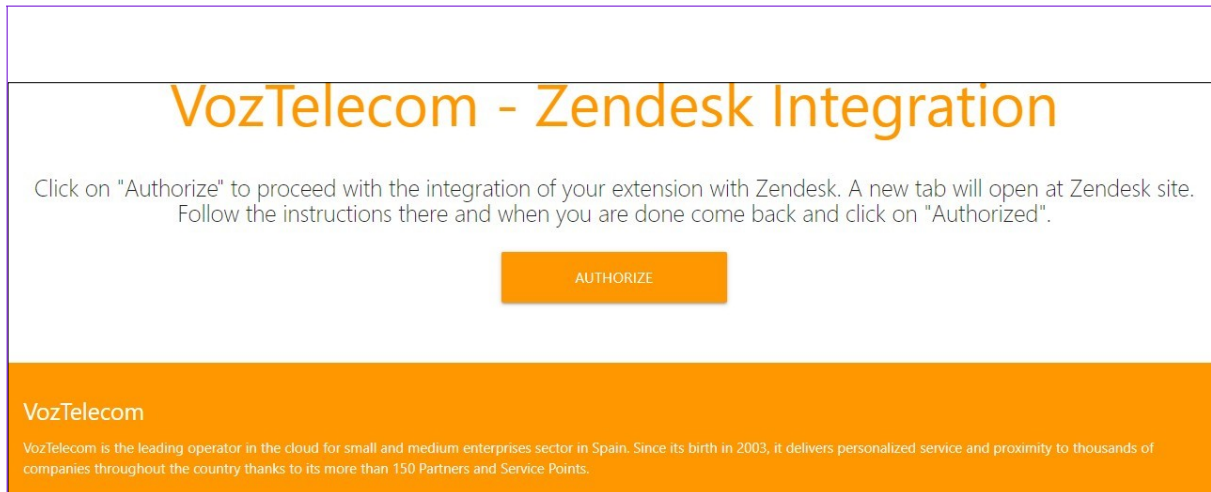 VozTelecom - Zendesk Integration
Click on "Authorize" to proceed with the integration of your extension with Zendesk. A new tab will open at Zendesk site.
Follow the instructions there and when you are done come back and click on "Authorized".
AUTHORIZE
VozTelecom
VozTelecom is the leading operator in the cloud for small and medium enterprises sector in Spain. Since its birth in 2003, it delivers personalized service and proximity to thousands of
companies throughout the country thanks to its more than 150 Partners and Service Points.